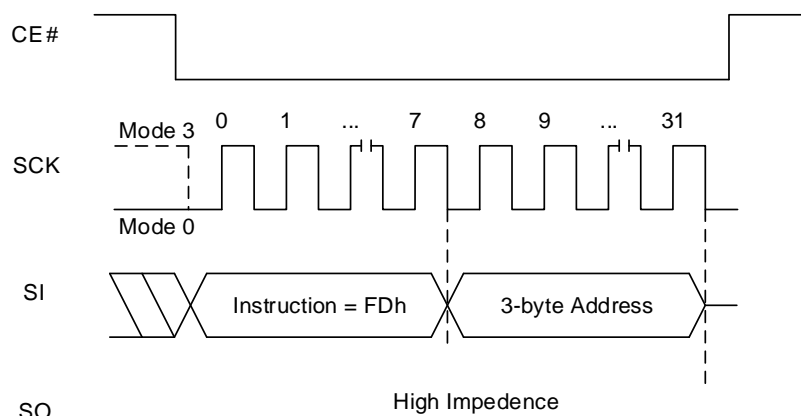 CE#
0 1 ... 7 8 9 ... 31
Mode 3
SCK
Mode 0
SI
Instruction = FDh
3-byte Address
High Impedence
SO